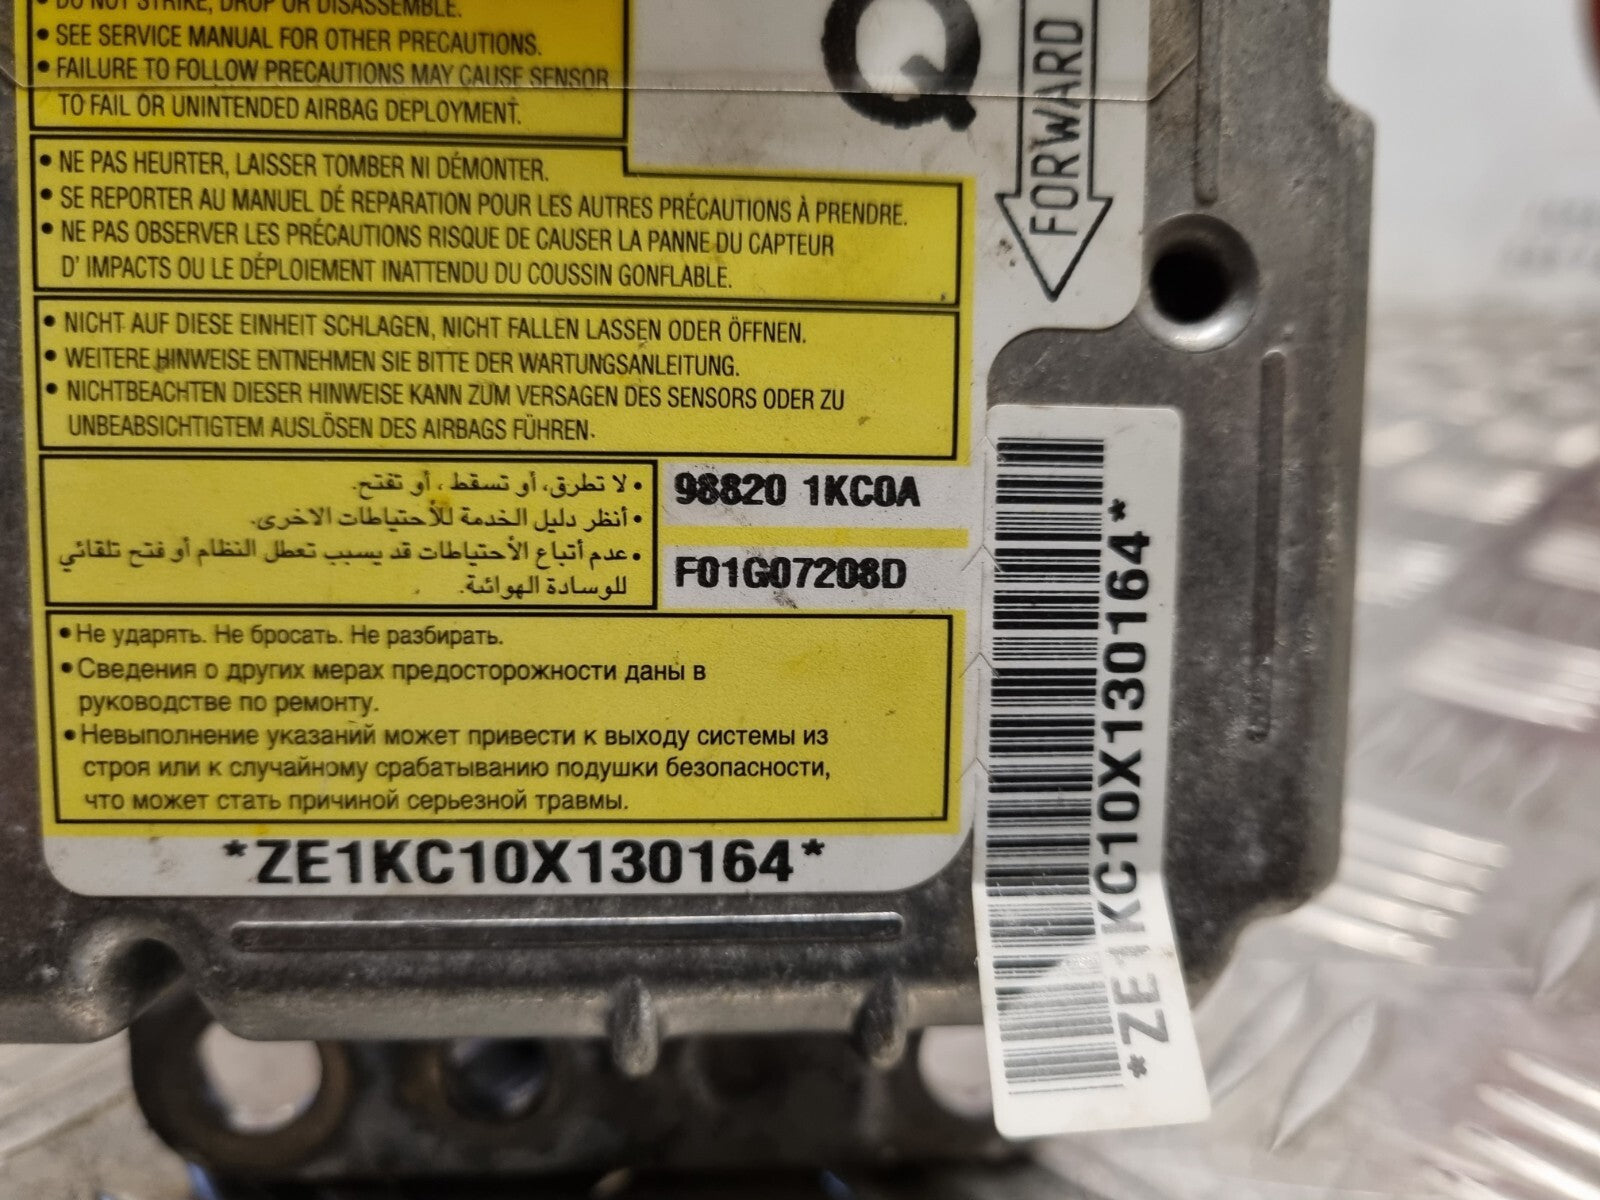 • DO NOT STRIKE, DROP OR DISASSEMBLE.
• SEE SERVICE MANUAL FOR OTHER PRECAUTIONS.
• FAILURE TO FOLLOW PRECAUTIONS MAY CAUSE SENSOR
TO FAIL OR UNINTENDED AIRBAG DEPLOYMENT.
Q
FORWARD
• NE PAS HEURTER, LAISSER TOMBER NI DÉMONTER.
• SE REPORTER AU MANUEL DÉ REPARATION POUR LES AUTRES PRÉCAUTIONS À PRENDRE.
• NE PAS OBSERVER LES PRÉCAUTIONS RISQUE DE CAUSER LA PANNE DU CAPTEUR
D' IMPACTS OU LE DÉPLOIEMENT INATTENDU DU COUSSIN GONFLABLE.
• NICHT AUF DIESE EINHEIT SCHLAGEN, NICHT FALLEN LASSEN ODER ÖFFNEN.
• WEITERE HINWEISE ENTNEHMEN SIE BITTE DER WARTUNGSANLEITUNG.
• NICHTBEACHTEN DIESER HINWEISE KANN ZUM VERSAGEN DES SENSORS ODER ZU
UNBEABSICHTIGTEM AUSLÖSEN DES AIRBAGS FÜHREN.
• لا تطرق، أو تسقط ، أو تفتح.
• أنظر دليل الخدمة للأحتياطات الاخرى.
• عدم أتباع الأحتياطات قد يسبب تعطل النظام أو فتح تلقائي
للوسادة الهوائية.
98820 1KC0A
F01G07208D
• Не ударять. Не бросать. Не разбирать.
• Сведения о других мерах предосторожности даны в
руководстве по ремонту.
• Невыполнение указаний может привести к выходу системы из
строя или к случайному срабатыванию подушки безопасности,
что может стать причиной серьезной травмы.
*ZE1KC10X130164*
*ZE1KC10X130164*